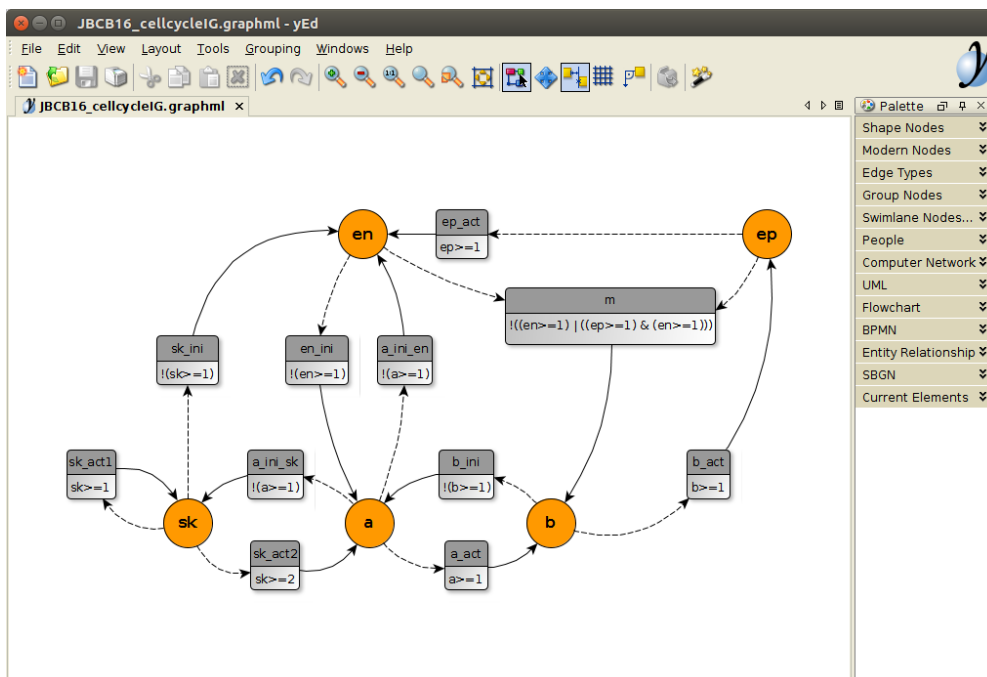 JBCB16_cellcycleIG.graphml - yEd
File Edit View Layout Tools Grouping Windows Help
JBCB16_cellcycleIG.graphml ×
Palette
Shape Nodes
Modern Nodes
Edge Types
Group Nodes
Swimlane Nodes...
People
Computer Network
UML
Flowchart
BPMN
Entity Relationship
SBGN
Current Elements
en
ep_act
ep>=1
ep
m
!((en>=1) | ((ep>=1) & (en>=1)))
sk_ini
!(sk>=1)
en_ini
!(en>=1)
a_ini_en
!(a>=1)
sk_act1
sk>=1
a_ini_sk
!(a>=1)
b_ini
!(b>=1)
b_act
b>=1
sk
a
b
sk_act2
sk>=2
a_act
a>=1